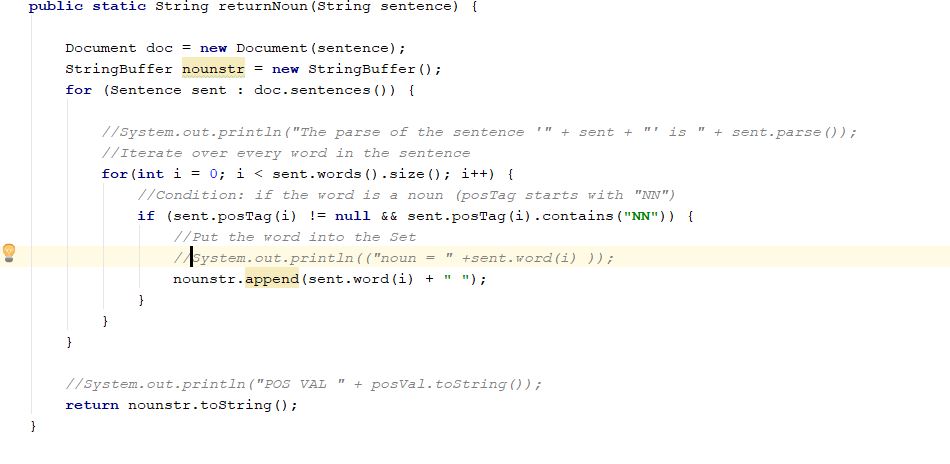 public static String returnNoun(String sentence) {
Document doc = new Document(sentence);
StringBuffer nounstr = new StringBuffer();
for (Sentence sent : doc.sentences()) {
//System.out.println("The parse of the sentence '" + sent + "' is " + sent.parse());
//Iterate over every word in the sentence
for(int i = 0; i < sent.words().size(); i++) {
//Condition: if the word is a noun (posTag starts with "NN")
if (sent.posTag(i) != null && sent.posTag(i).contains("NN")) {
//Put the word into the Set
//System.out.println(("noun = " +sent.word(i) ));
nounstr.append(sent.word(i) + " ");
}
}
}
//System.out.println("POS VAL " + posVal.toString());
return nounstr.toString();
}